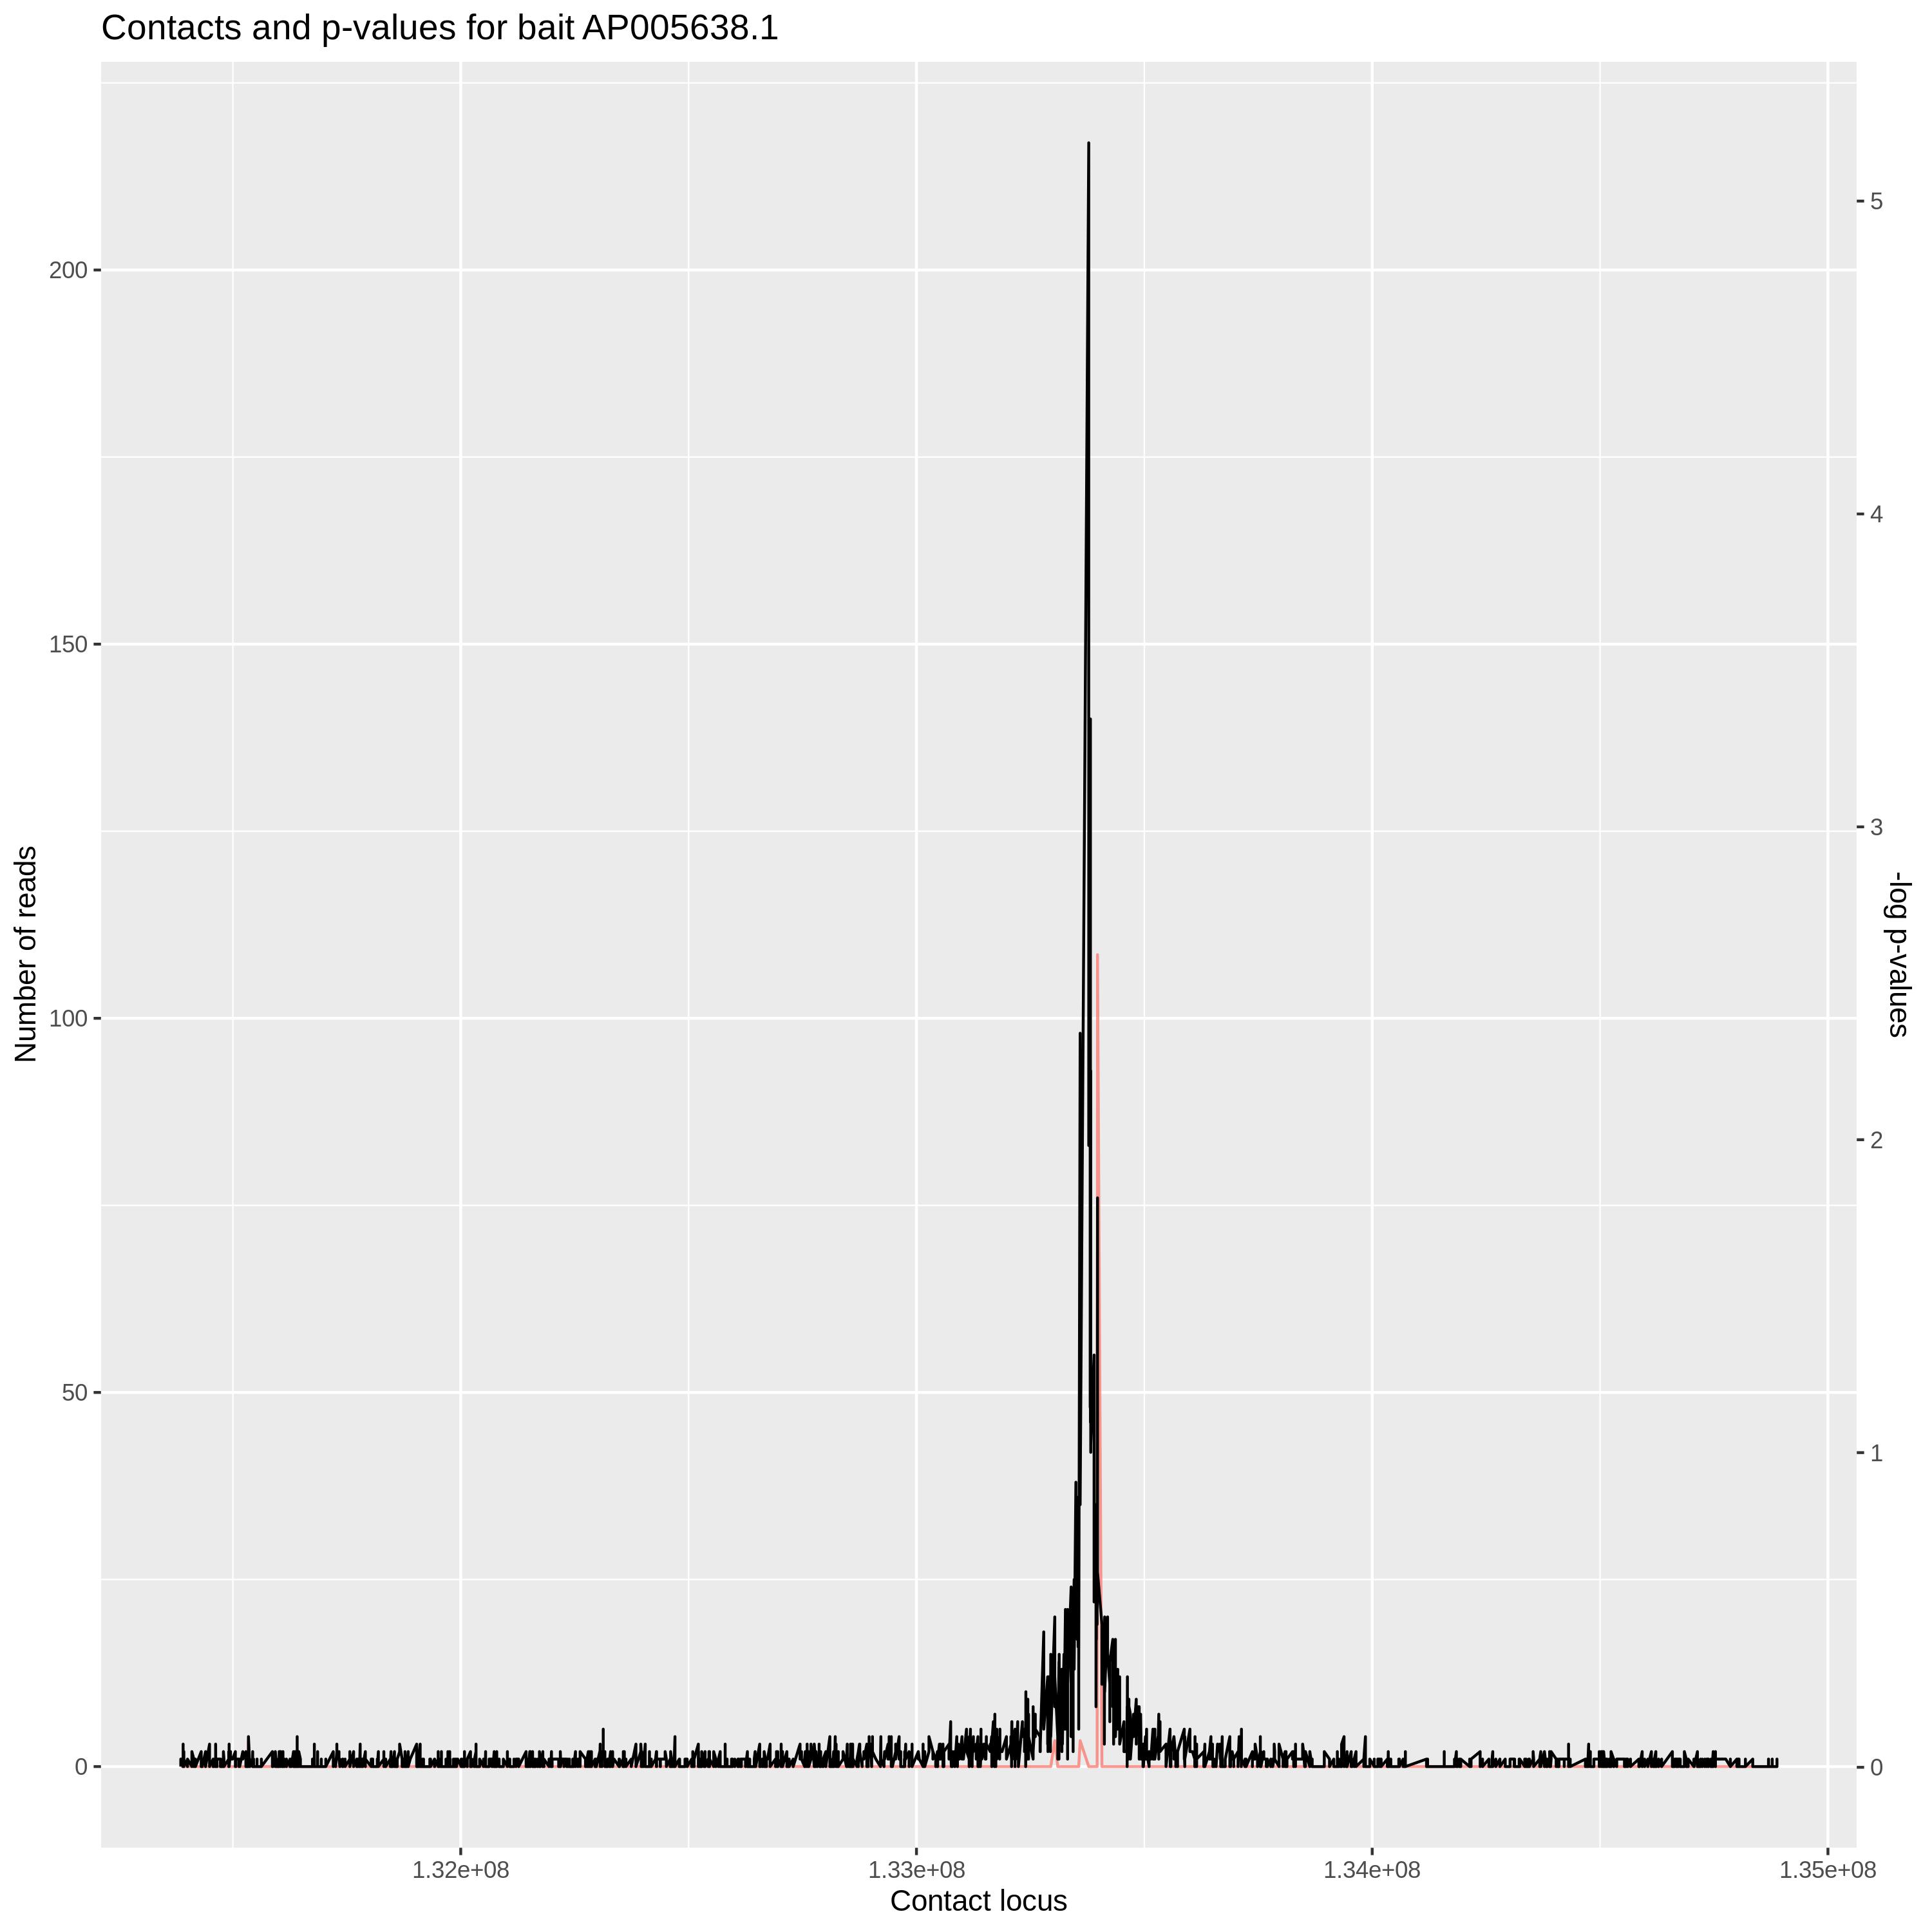 Contacts and p-values for bait AP005638.1
Number of reads
200
150
100
50
0
5
4
3
2
1
0
-log p-values
1.32e+08
1.33e+08
1.34e+08
1.35e+08
Contact locus